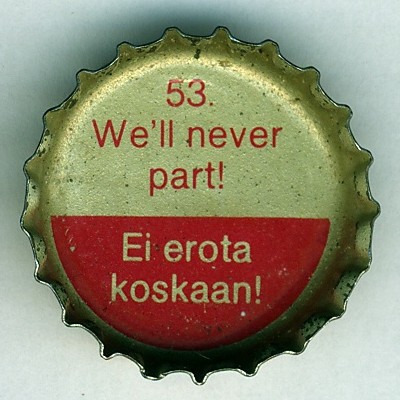 53.
We'll never
part!
Ei erota
koskaan!